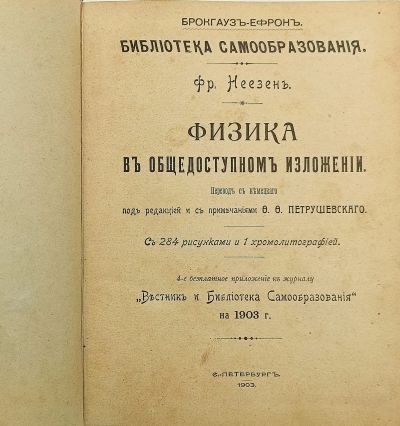 БРОКГАУЗЪ-ЕФРОНЪ.
БИБЛІОТЕКА САМООБРАЗОВАНІЯ.
Фр. Неезенъ.
ФИЗИКА
ВЪ ОБЩЕДОСТУПНОМЪ ИЗЛОЖЕНІИ.
Переводъ съ нѣмецкаго
подъ редакціей и съ примѣчаніями Ѳ. Ѳ. ПЕТРУШЕВСКАГО.
Съ 284 рисунками и 1 хромолитографіей.
4-е безплатное приложеніе къ журналу
„Вѣстникъ и Библіотека Самообразованія“
на 1903 г.
С.-ПЕТЕРБУРГЪ.
1903.